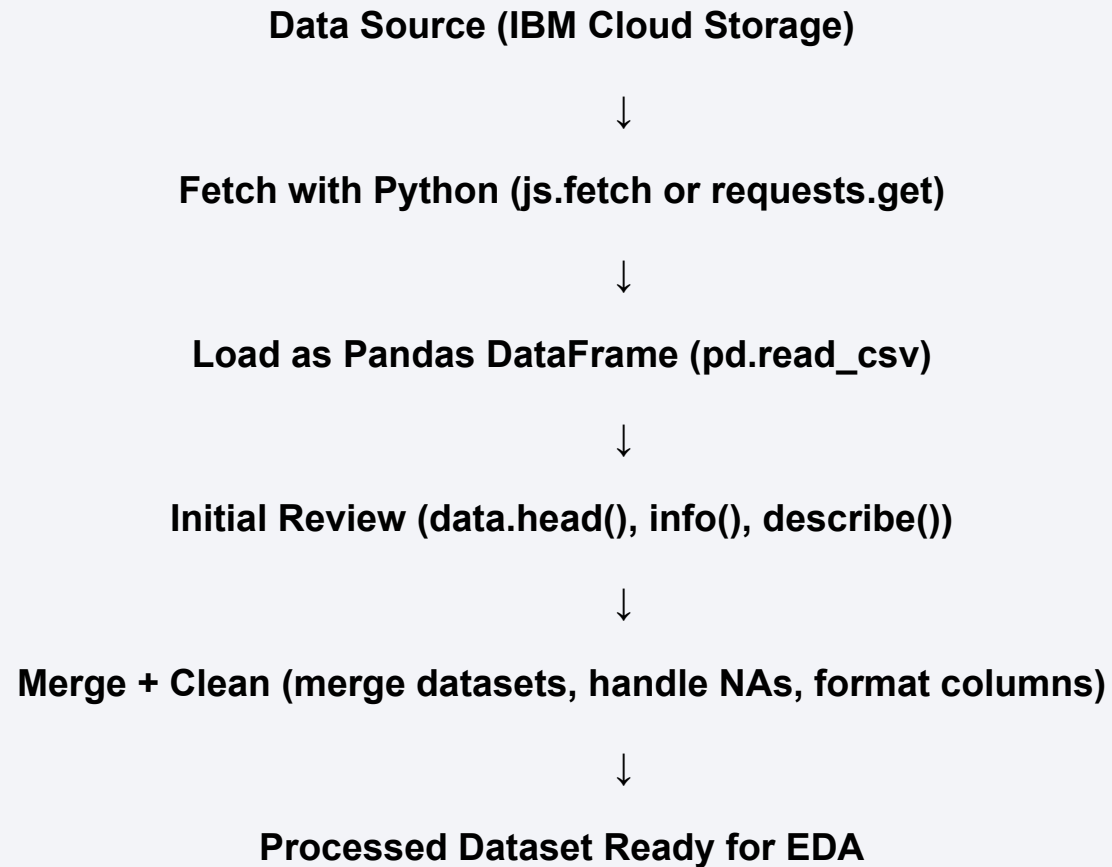 Data Source (IBM Cloud Storage)
↓
Fetch with Python (js.fetch or requests.get)
↓
Load as Pandas DataFrame (pd.read_csv)
↓
Initial Review (data.head(), info(), describe())
↓
Merge + Clean (merge datasets, handle NAs, format columns)
↓
Processed Dataset Ready for EDA